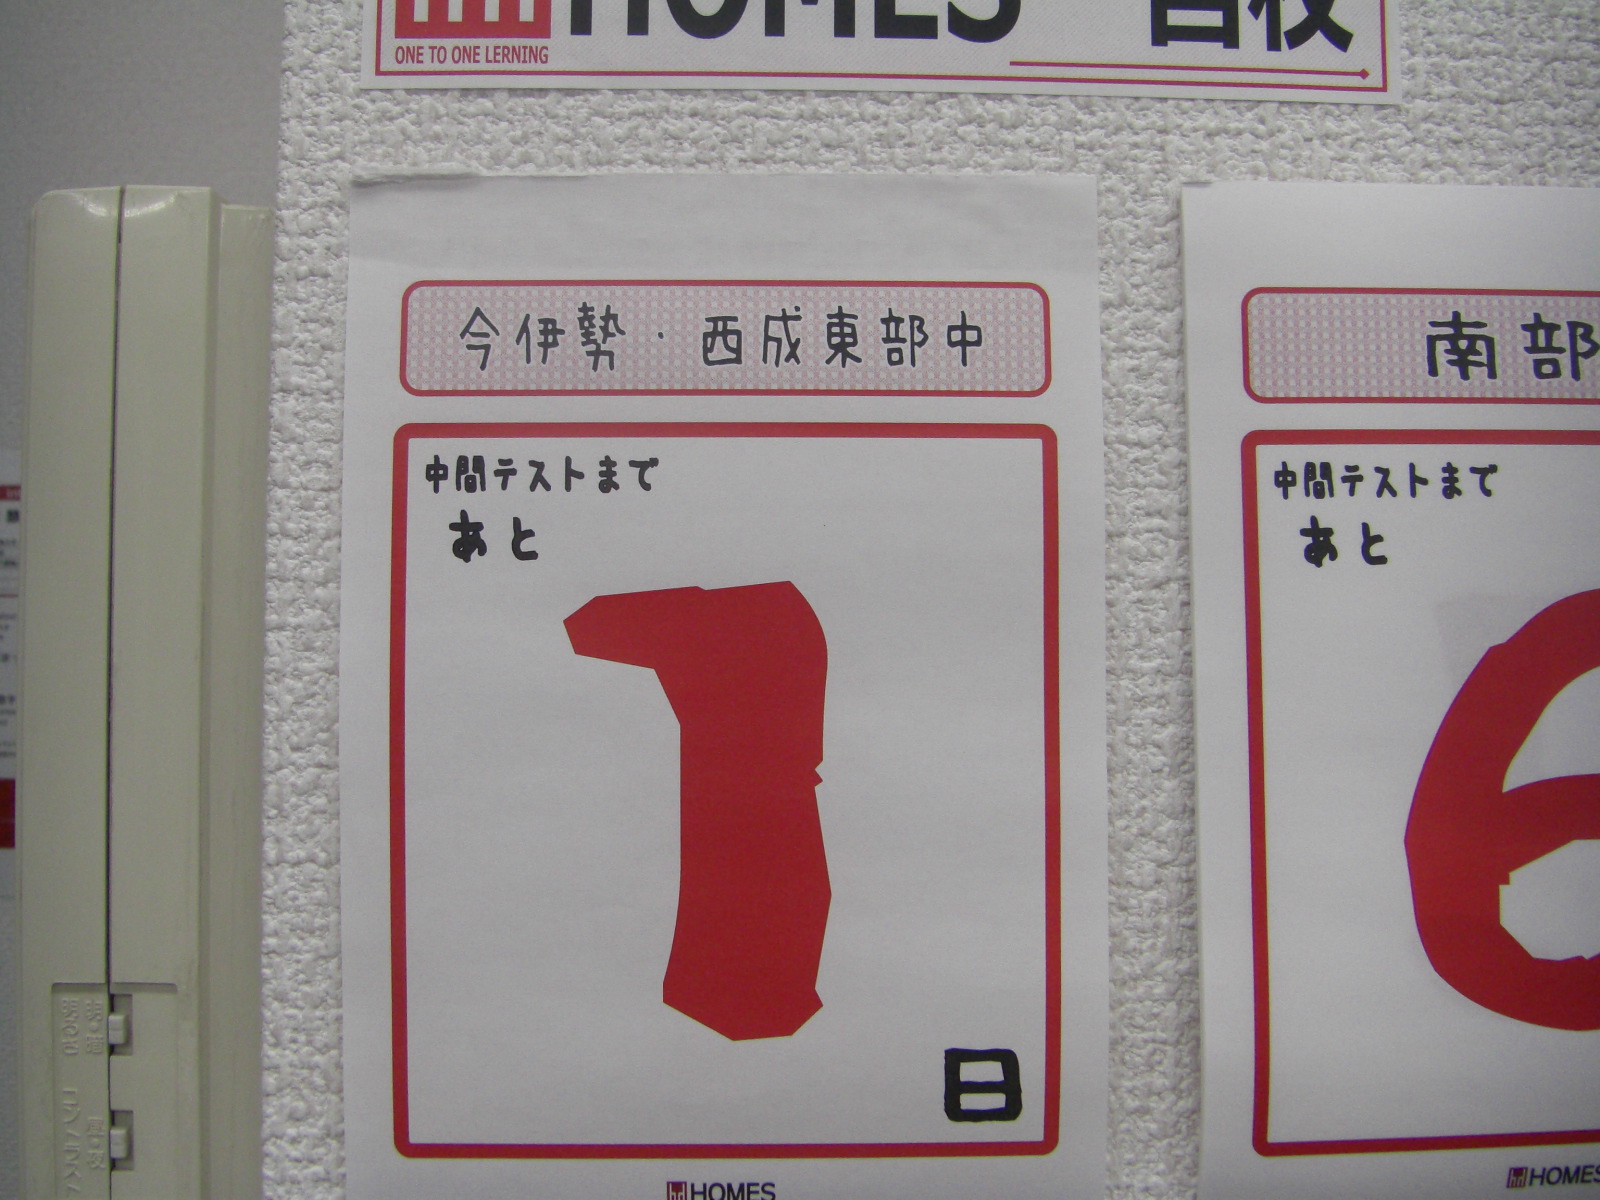 HOMES
ONE TO ONE LERNING
今伊勢・西成東部中
中間テストまで
あと
1
日
HOMES
南部
中間テストまで
あと
6
HOMES